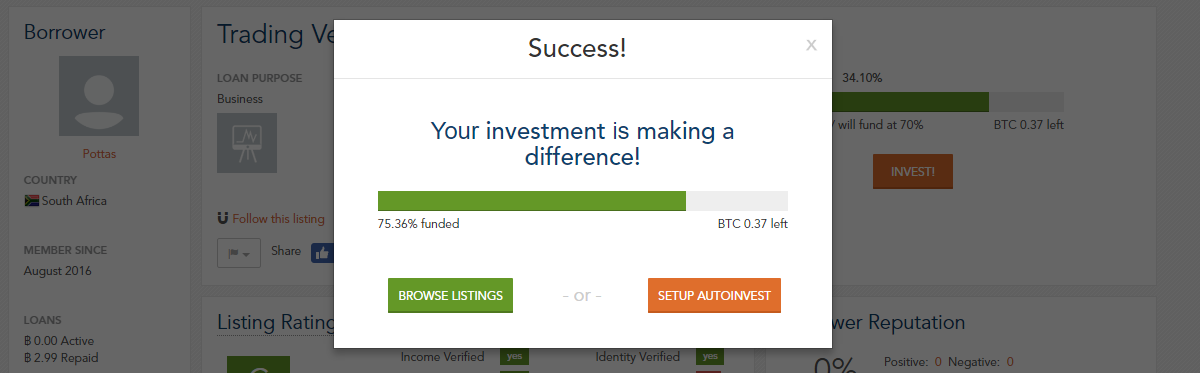 Borrower
Pottas
COUNTRY
South Africa
MEMBER SINCE
August 2016
LOANS
฿ 0.00 Active
฿ 2.99 Repaid
Trading Ve
LOAN PURPOSE
Business
Follow this listing
Share
Success!
x
Your investment is making a
difference!
75.36% funded
BTC 0.37 left
BROWSE LISTINGS
- or -
SETUP AUTOINVEST
34.10%
/ will fund at 70%
BTC 0.37 left
INVEST!
Listing Rating
Income Verified yes
Identity Verified yes
wer Reputation
0%
Positive: 0 Negative: 0